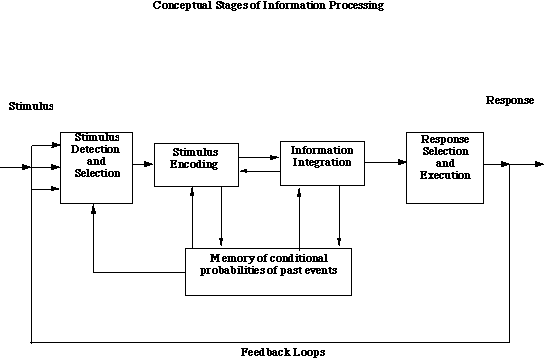 Conceptual Stages of Information Processing
Stimulus
Response
Stimulus
Detection
and
Selection
Stimulus
Encoding
Information
Integration
Response
Selection
and
Execution
Memory of conditional
probabilities of past events
Feedback Loops